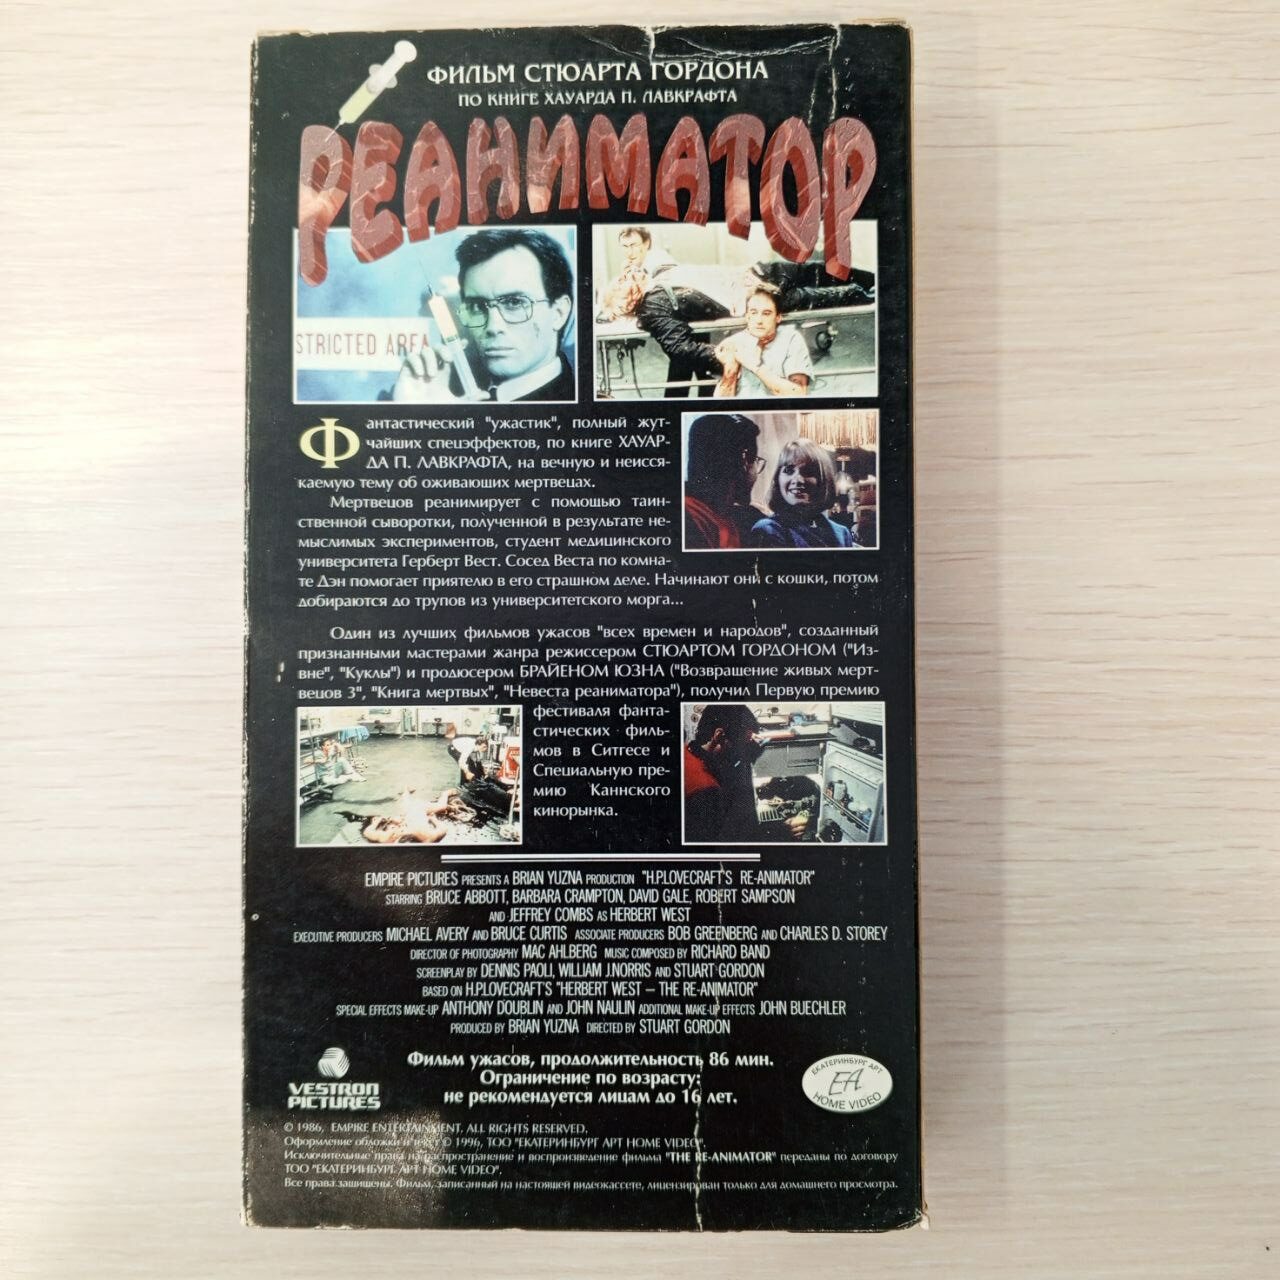 ФИЛЬМ СТЮАРТА ГОРДОНА
ПО КНИГЕ ХАУАРДА П. ЛАВКРАФТА
РЕАНИМАТОР
STRICTED AREA
Фантастический "ужастик", полный жут-
чайших спецэффектов, по книге ХАУАР-
ДА П. ЛАВКРАФТА, на вечную и неисся-
каемую тему об оживающих мертвецах.
Мертвецов реанимирует с помощью таин-
ственной сыворотки, полученной в результате не-
мыслимых экспериментов, студент медицинского
университета Герберт Вест. Сосед Веста по комна-
те Дэн помогает приятелю в его страшном деле. Начинают они с кошки, потом
добираются до трупов из университетского морга...
Один из лучших фильмов ужасов "всех времен и народов", созданный
признанными мастерами жанра режиссером СТЮАРТОМ ГОРДОНОМ ("Из-
вне", "Куклы") и продюсером БРАЙЕНОМ ЮЗНА ("Возвращение живых мерт-
вецов 3", "Книга мертвых", "Невеста реаниматора"), получил Первую премию
фестиваля фанта-
стических филь-
мов в Ситгесе и
Специальную пре-
мию Каннского
кинорынка.
EMPIRE PICTURES PRESENTS A BRIAN YUZNA PRODUCTION "H.P.LOVECRAFT'S RE-ANIMATOR"
STARRING BRUCE ABBOTT, BARBARA CRAMPTON, DAVID GALE, ROBERT SAMPSON
AND JEFFREY COMBS AS HERBERT WEST
EXECUTIVE PRODUCERS MICHAEL AVERY AND BRUCE CURTIS ASSOCIATE PRODUCERS BOB GREENBERG AND CHARLES D. STOREY
DIRECTOR OF PHOTOGRAPHY MAC AHLBERG MUSIC COMPOSED BY RICHARD BAND
SCREENPLAY BY DENNIS PAOLI, WILLIAM J.NORRIS AND STUART GORDON
BASED ON H.P.LOVECRAFT'S "HERBERT WEST – THE RE-ANIMATOR"
SPECIAL EFFECTS MAKE-UP ANTHONY DOUBLIN AND JOHN NAULIN ADDITIONAL MAKE-UP EFFECTS JOHN BUECHLER
PRODUCED BY BRIAN YUZNA DIRECTED BY STUART GORDON
Фильм ужасов, продолжительность 86 мин.
Ограничение по возрасту:
не рекомендуется лицам до 16 лет.
VESTRON
PICTURES
ЕКАТЕРИНБУРГ АРТ
EA
HOME VIDEO
© 1986, EMPIRE ENTERTAINMENT. ALL RIGHTS RESERVED.
Оформление обложки и текст © 1996, ТОО "ЕКАТЕРИНБУРГ АРТ HOME VIDEO".
Исключительные права на распространение и воспроизведение фильма "THE RE-ANIMATOR" переданы по договору
ТОО "ЕКАТЕРИНБУРГ АРТ HOME VIDEO".
Все права защищены. Фильм, записанный на настоящей видеокассете, лицензирован только для домашнего просмотра.